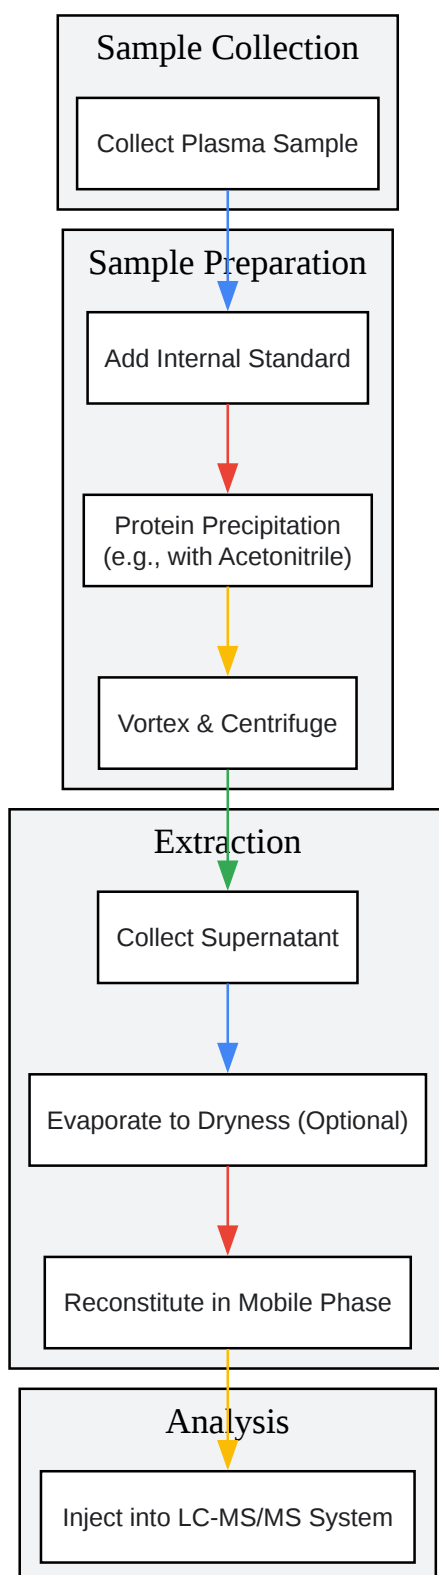 Sample Collection
Collect Plasma Sample
Sample Preparation
Add Internal Standard
Protein Precipitation
(e.g., with Acetonitrile)
Vortex & Centrifuge
Extraction
Collect Supernatant
Evaporate to Dryness (Optional)
Reconstitute in Mobile Phase
Analysis
Inject into LC-MS/MS System